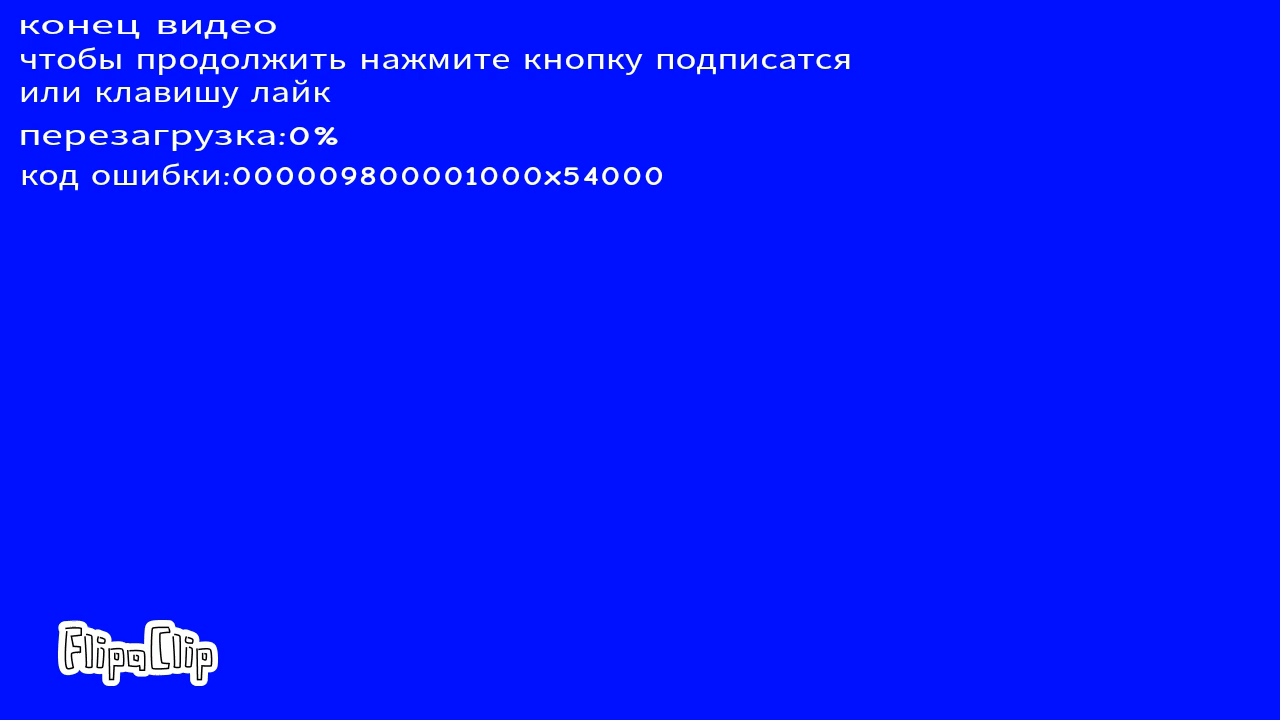 конец видео
чтобы продолжить нажмите кнопку подписатся
или клавишу лайк
перезагрузка:0%
код ошибки:000009800001000x54000
FlipaClip